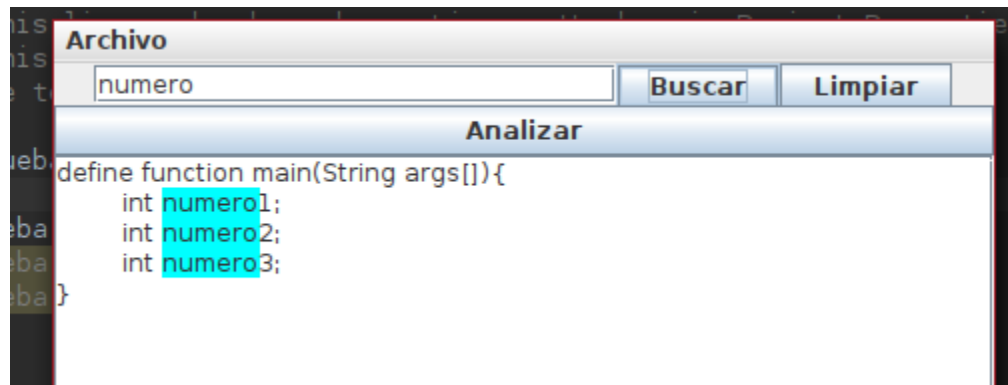 Archivo
numero Buscar Limpiar
Analizar
define function main(String args[]){
int numero1;
int numero2;
int numero3;
}